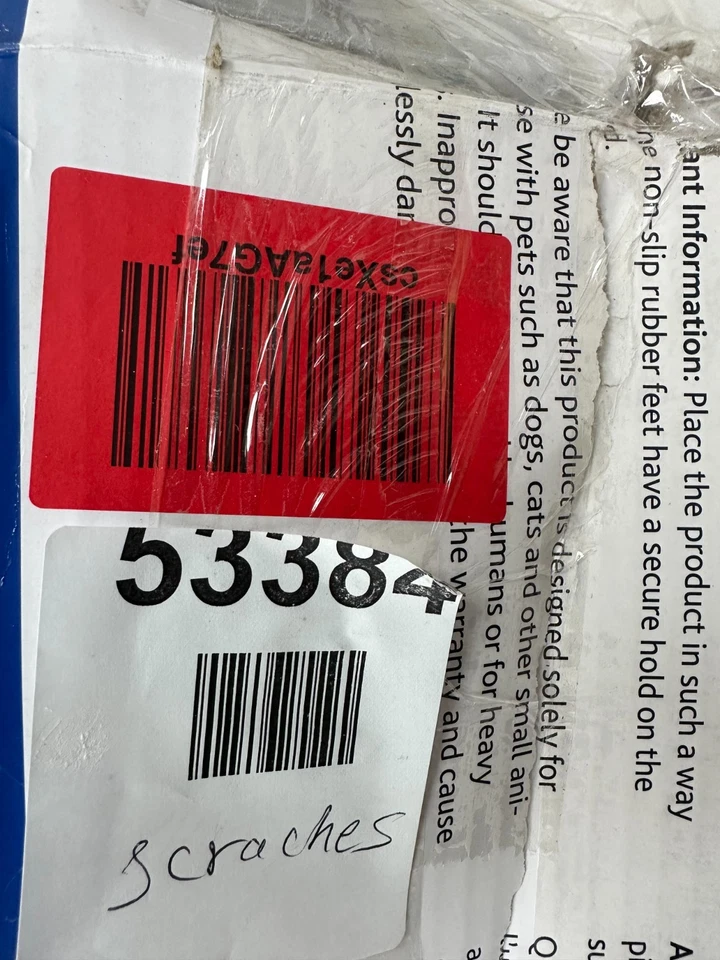 csXe1aAG7ef
53384
scraches
ant Information: Place the product in such a way
ne non-slip rubber feet have a secure hold on the
d.
e be aware that this product is designed solely for
se with pets such as dogs, cats and other small ani-
It should umans or for heavy
. Inappro he warranty and cause
lessly dar